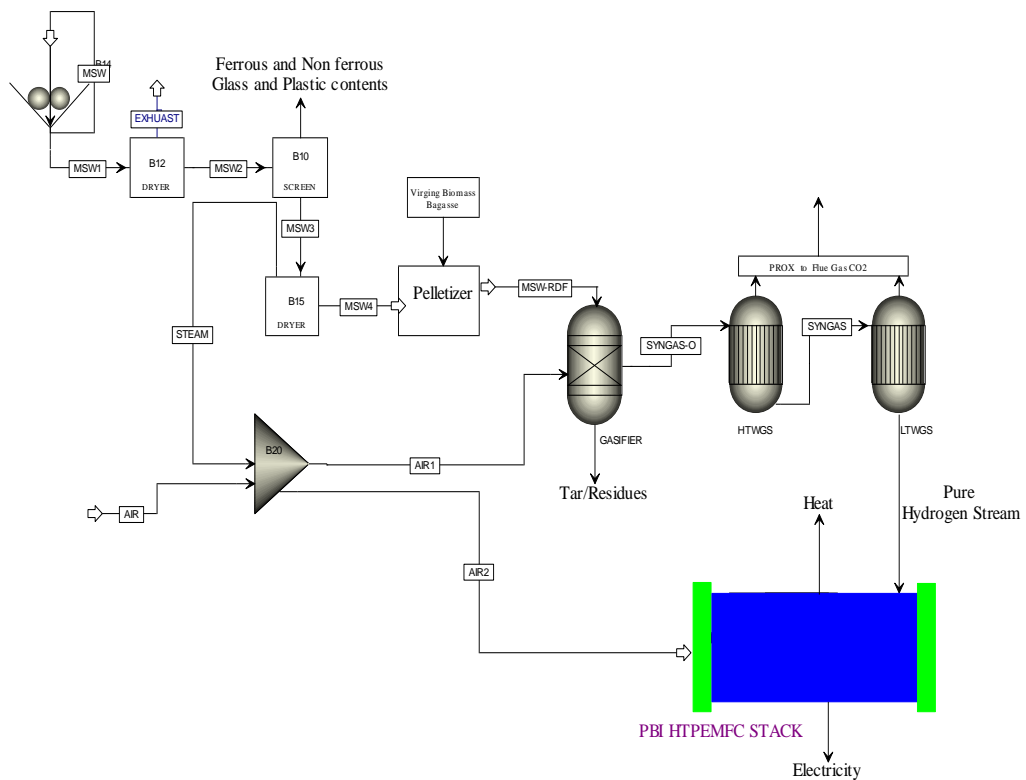 B14
MSW
Ferrous and Non ferrous
Glass and Plastic contents
EXHUAST
MSW1
B12
DRYER
MSW2
B10
SCREEN
Virging Biomass
Bagasse
MSW3
B15
DRYER
MSW4
Pelletizer
MSW-RDF
PROX to Flue Gas CO2
STEAM
SYNGAS-O
SYNGAS
GASIFIER
HTWGS
LTWGS
B20
AIR1
Tar/Residues
AIR
Heat
Pure
Hydrogen Stream
AIR2
PBI HTPEMFC STACK
Electricity